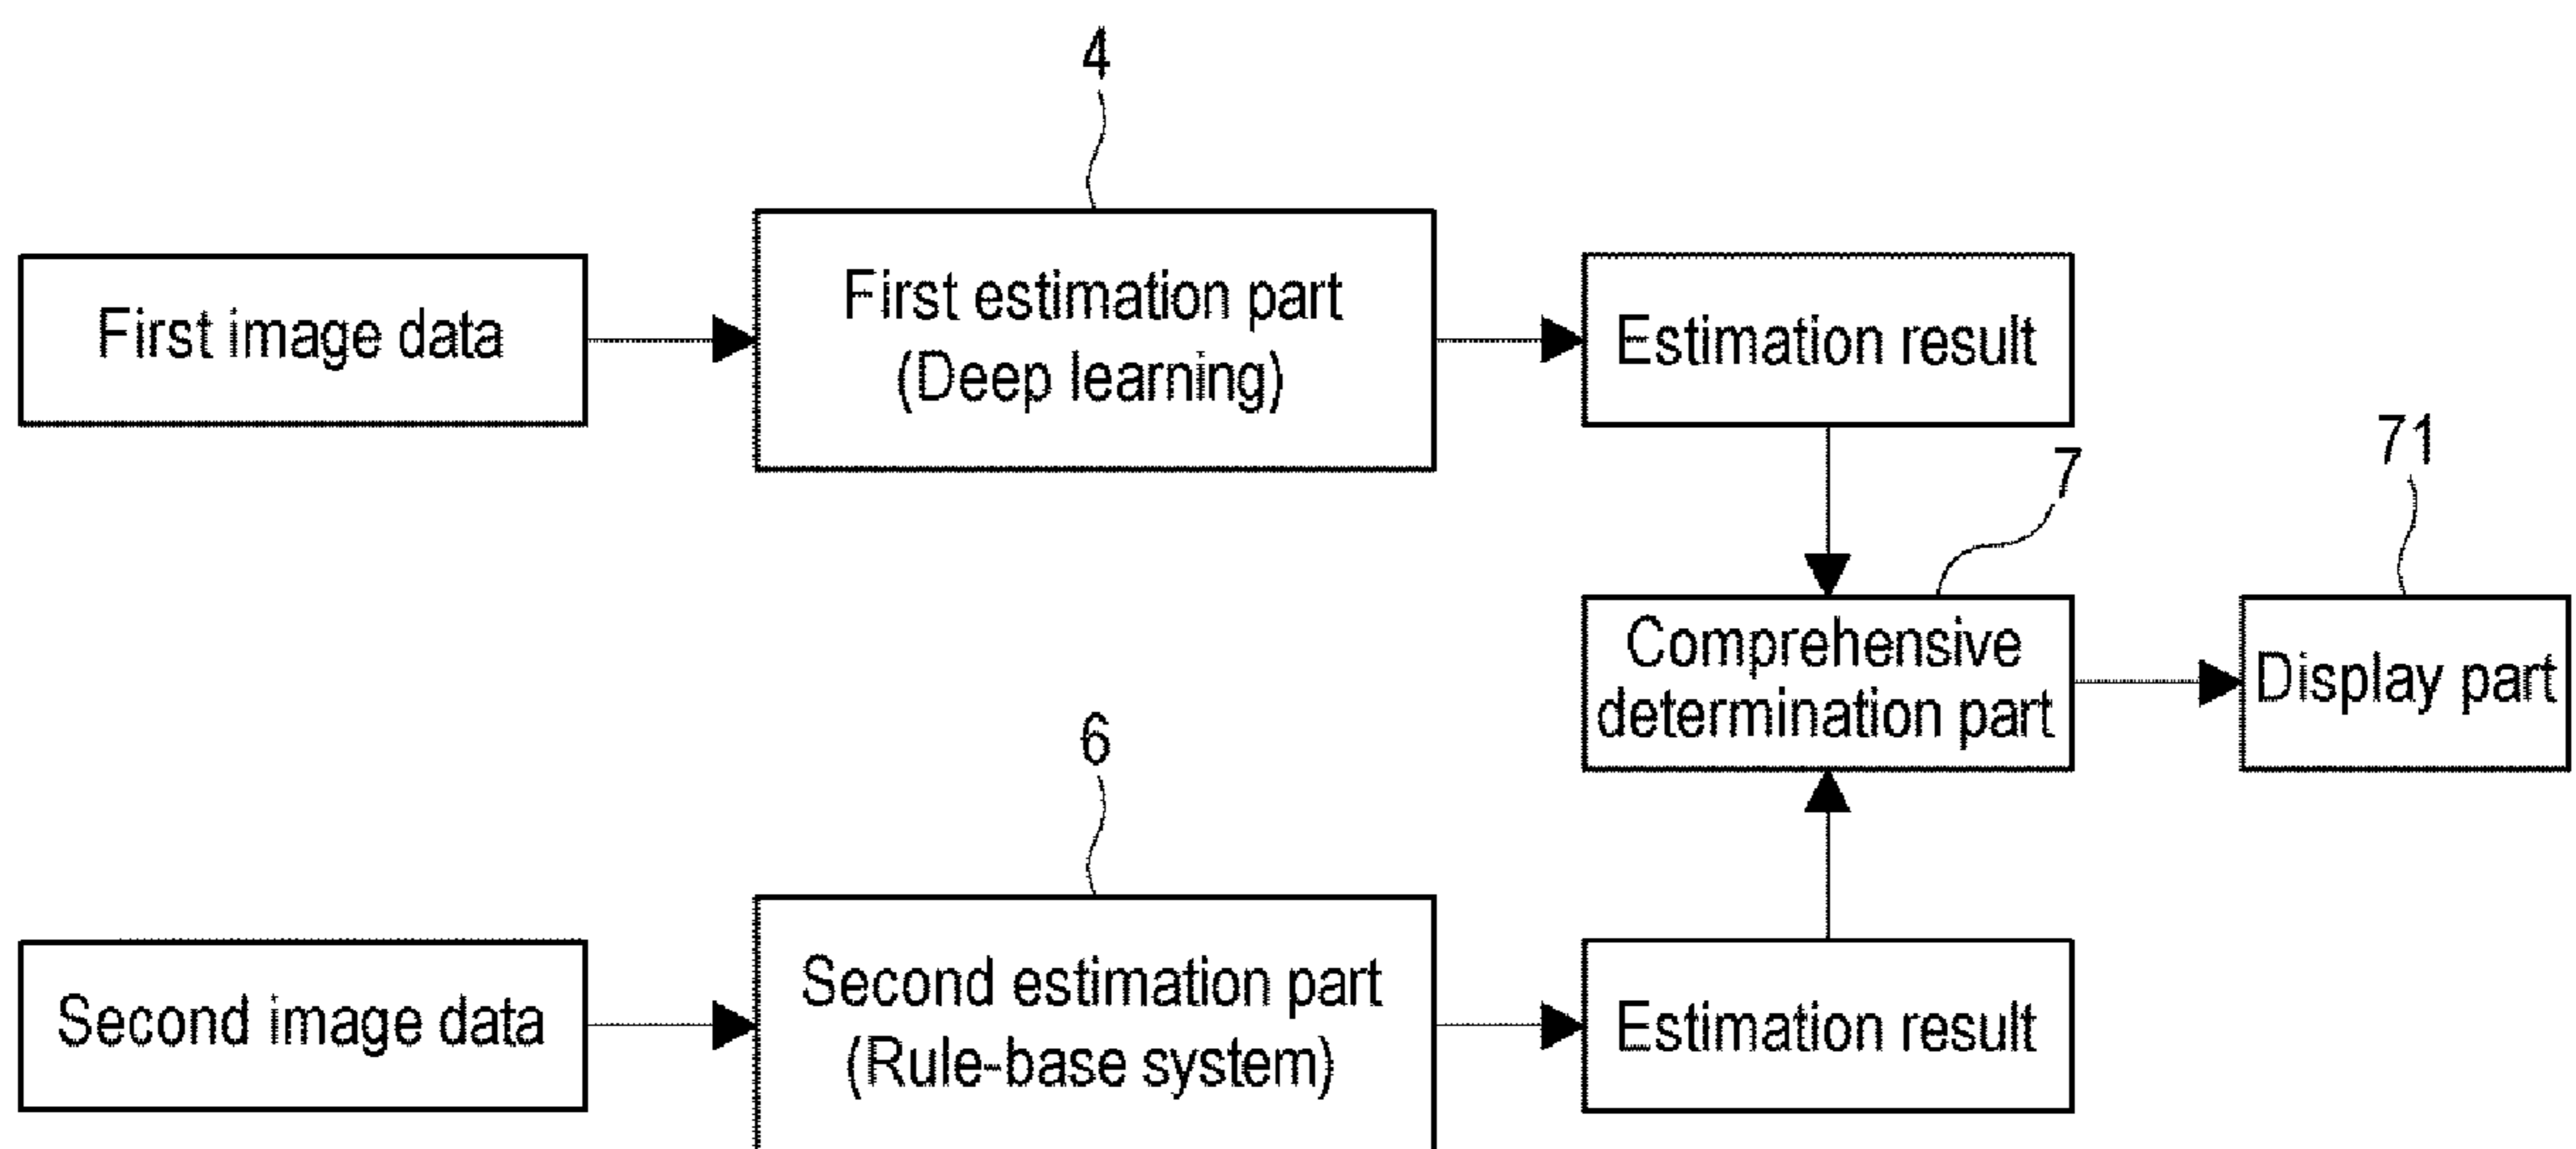 4
First image data
First estimation part
(Deep learning)
Estimation result
7
71
Comprehensive
determination part
Display part
6
Second image data
Second estimation part
(Rule-base system)
Estimation result